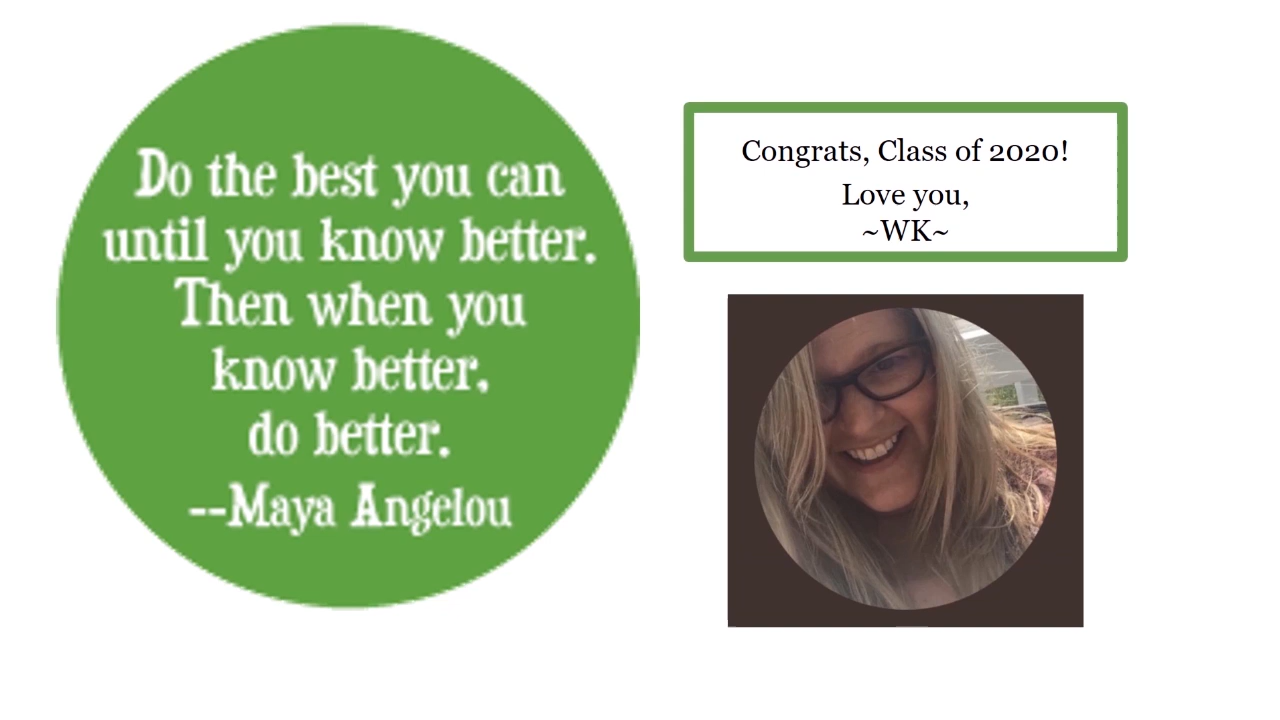 Do the best you can
until you know better.
Then when you
know better,
do better.
--Maya Angelou
Congrats, Class of 2020!
Love you,
~WK~